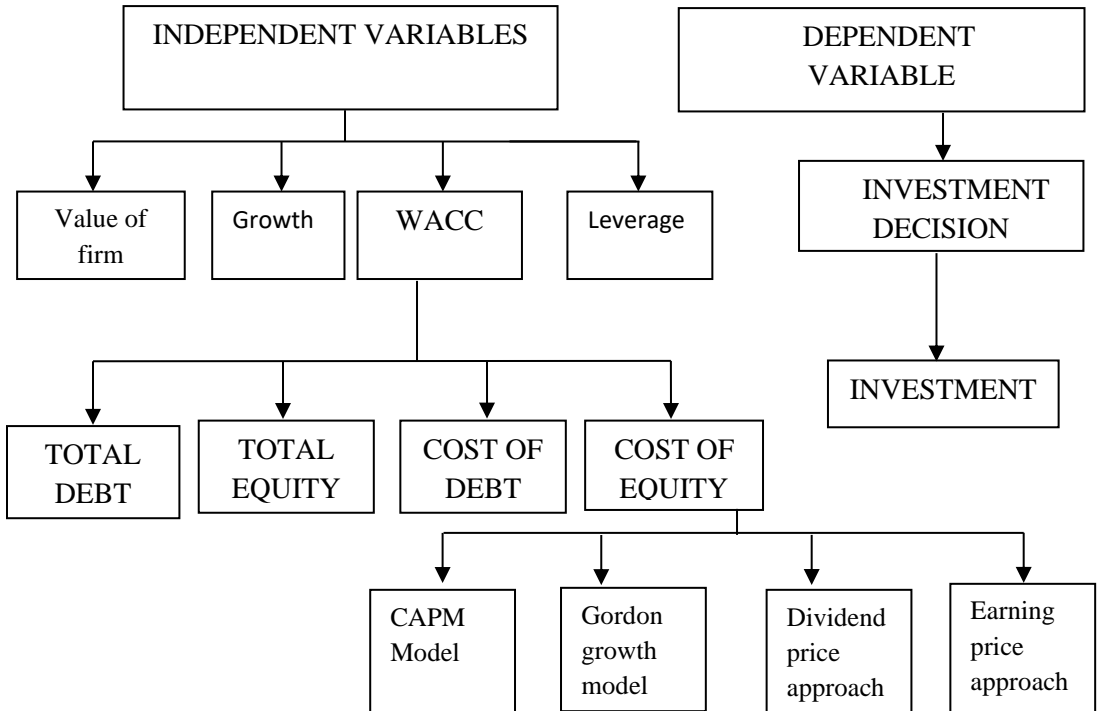 INDEPENDENT VARIABLES
DEPENDENT
VARIABLE
Value of
firm
Growth
WACC
Leverage
INVESTMENT
DECISION
INVESTMENT
TOTAL
DEBT
TOTAL
EQUITY
COST OF
DEBT
COST OF
EQUITY
CAPM
Model
Gordon
growth
model
Dividend
price
approach
Earning
price
approach